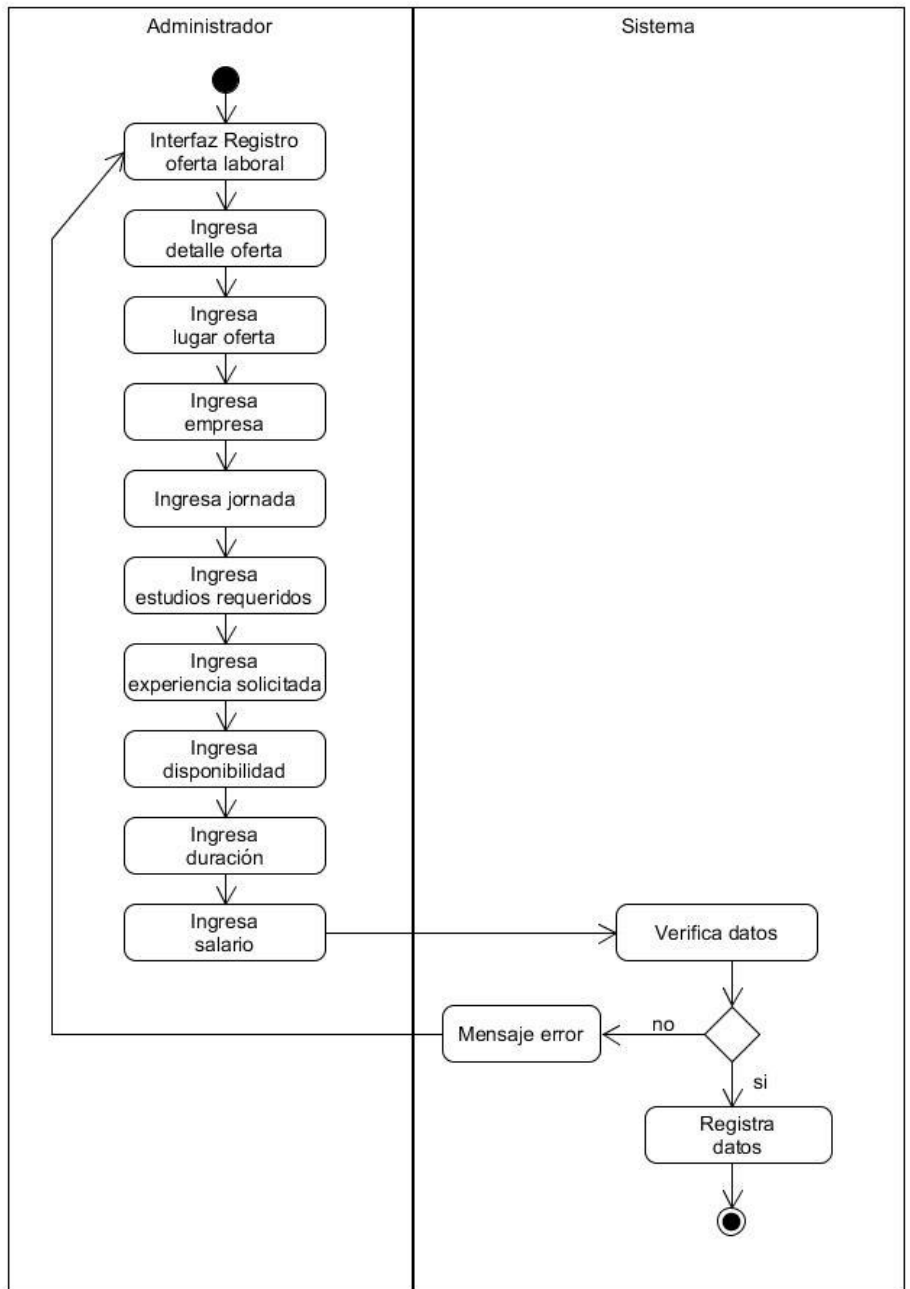 Administrador
Sistema
Interfaz Registro
oferta laboral
Ingresa
detalle oferta
Ingresa
lugar oferta
Ingresa
empresa
Ingresa jornada
Ingresa
estudios requeridos
Ingresa
experiencia solicitada
Ingresa
disponibilidad
Ingresa
duración
Ingresa
salario
Verifica datos
Mensaje error
no
si
Registra
datos